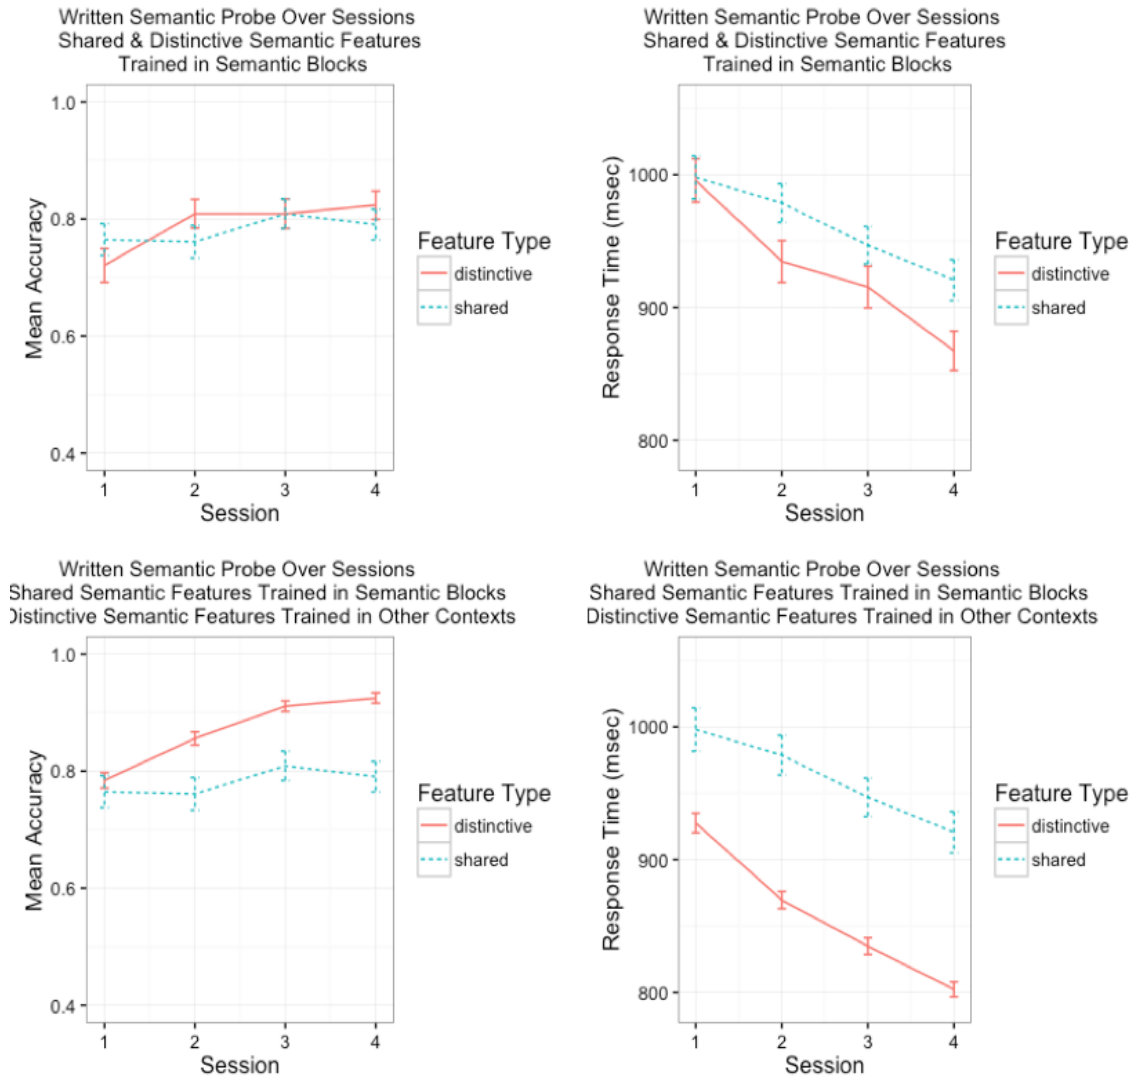 Written Semantic Probe Over Sessions
Shared & Distinctive Semantic Features
Trained in Semantic Blocks
1.0
0.8
0.6
0.4
Mean Accuracy
1 2 3 4
Session
Feature Type
distinctive
shared
Written Semantic Probe Over Sessions
Shared & Distinctive Semantic Features
Trained in Semantic Blocks
1000
900
800
Response Time (msec)
1 2 3 4
Session
Feature Type
distinctive
shared
Written Semantic Probe Over Sessions
Shared Semantic Features Trained in Semantic Blocks
Distinctive Semantic Features Trained in Other Contexts
1.0
0.8
0.6
0.4
Mean Accuracy
1 2 3 4
Session
Feature Type
distinctive
shared
Written Semantic Probe Over Sessions
Shared Semantic Features Trained in Semantic Blocks
Distinctive Semantic Features Trained in Other Contexts
1000
900
800
Response Time (msec)
1 2 3 4
Session
Feature Type
distinctive
shared